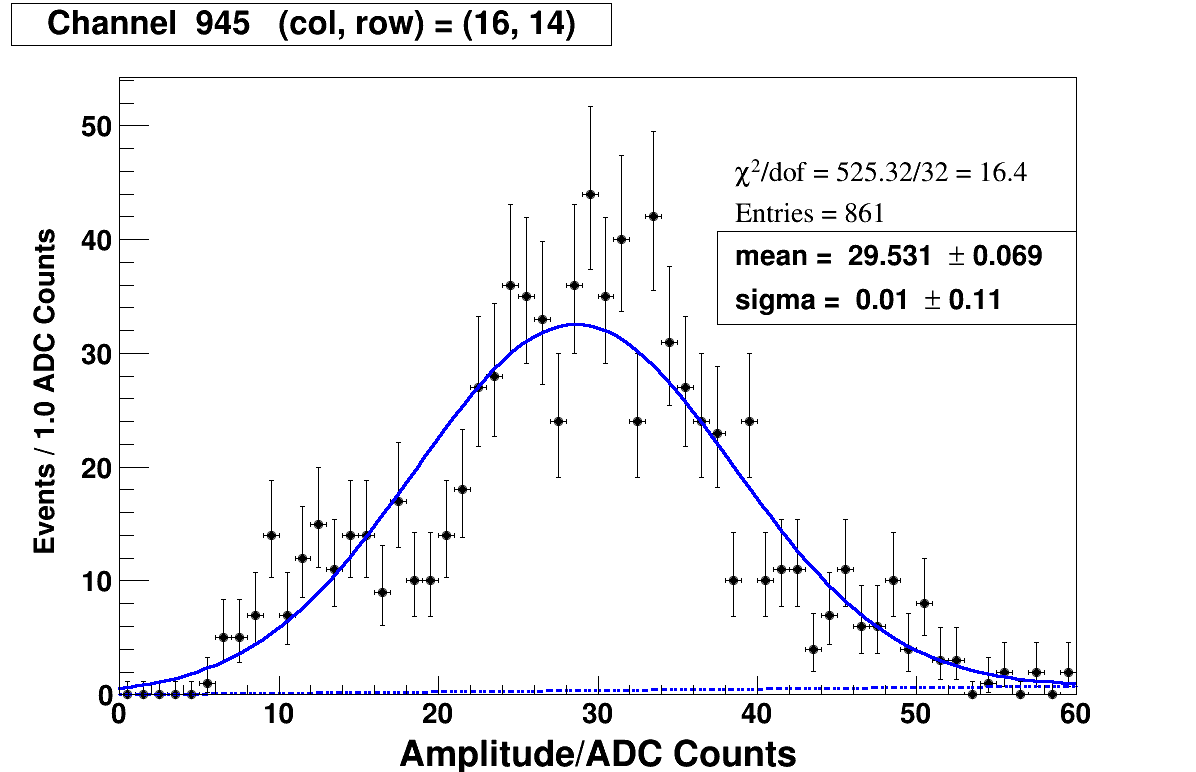 Channel 945 (col, row) = (16, 14)
χ²/dof = 525.32/32 = 16.4
Entries = 861
mean = 29.531 ± 0.069
sigma = 0.01 ± 0.11
Events / 1.0 ADC Counts
50
40
30
20
10
0
0 10 20 30 40 50 60
Amplitude/ADC Counts